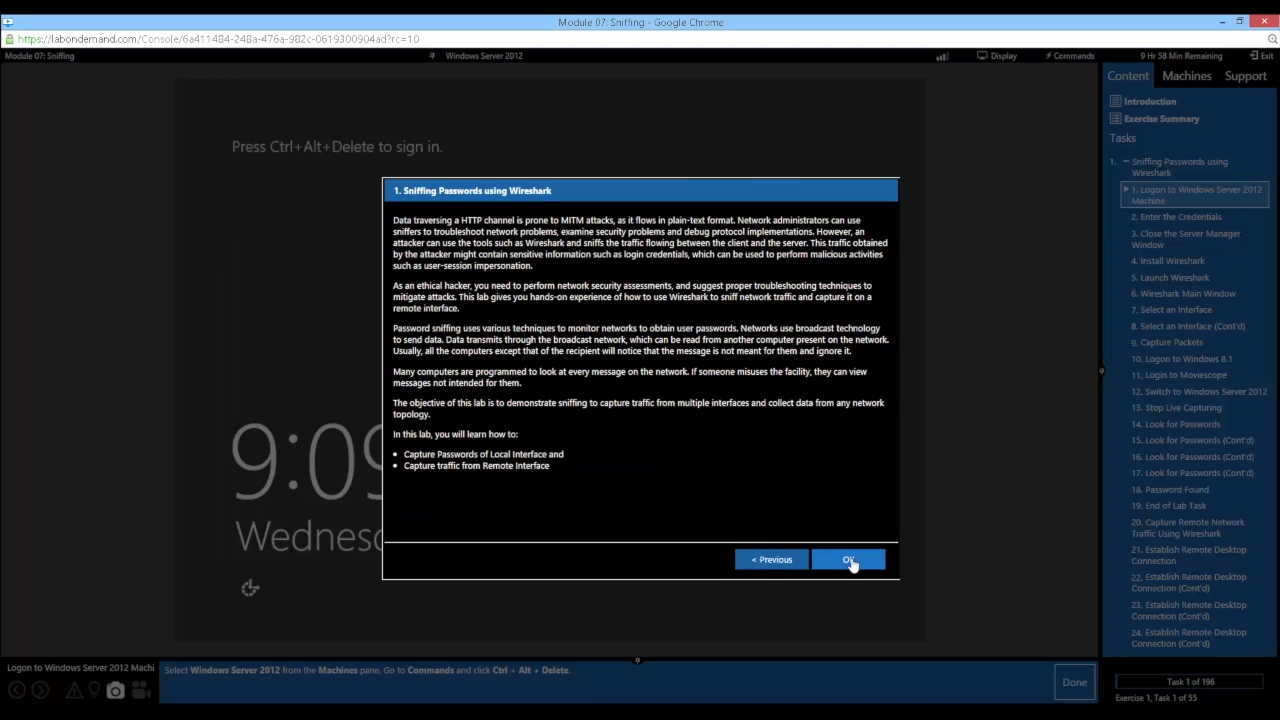 Module 07: Sniffing - Google Chrome
https://labondemand.com/Console/6a411484-248a-476a-982c-0619300904ad?rc=10
Module 07: Sniffing
Windows Server 2012
Display
Commands
9 Hr 58 Min Remaining
Exit
Press Ctrl+Alt+Delete to sign in.
9:09
Wednes
1. Sniffing Passwords using Wireshark
Data traversing a HTTP channel is prone to MITM attacks, as it flows in plain-text format. Network administrators can use
sniffers to troubleshoot network problems, examine security problems and debug protocol implementations. However, an
attacker can use the tools such as Wireshark and sniffs the traffic flowing between the client and the server. This traffic obtained
by the attacker might contain sensitive information such as login credentials, which can be used to perform malicious activities
such as user-session impersonation.
As an ethical hacker, you need to perform network security assessments, and suggest proper troubleshooting techniques to
mitigate attacks. This lab gives you hands-on experience of how to use Wireshark to sniff network traffic and capture it on a
remote interface.
Password sniffing uses various techniques to monitor networks to obtain user passwords. Networks use broadcast technology
to send data. Data transmits through the broadcast network, which can be read from another computer present on the network.
Usually, all the computers except that of the recipient will notice that the message is not meant for them and ignore it.
Many computers are programmed to look at every message on the network. If someone misuses the facility, they can view
messages not intended for them.
The objective of this lab is to demonstrate sniffing to capture traffic from multiple interfaces and collect data from any network
topology.
In this lab, you will learn how to:
• Capture Passwords of Local Interface and
• Capture traffic from Remote Interface
< Previous
OK
Content
Machines
Support
Introduction
Exercise Summary
Tasks
1. Sniffing Passwords using
Wireshark
1. Logon to Windows Server 2012
Machine
2. Enter the Credentials
3. Close the Server Manager
Window
4. Install Wireshark
5. Launch Wireshark
6. Wireshark Main Window
7. Select an Interface
8. Select an Interface (Cont'd)
9. Capture Packets
10. Logon to Windows 8.1
11. Login to Moviescope
12. Switch to Windows Server 2012
13. Stop Live Capturing
14. Look for Passwords
15. Look for Passwords (Cont'd)
16. Look for Passwords (Cont'd)
17. Look for Passwords (Cont'd)
18. Password Found
19. End of Lab Task
20. Capture Remote Network
Traffic Using Wireshark
21. Establish Remote Desktop
Connection
22. Establish Remote Desktop
Connection (Cont'd)
23. Establish Remote Desktop
Connection (Cont'd)
24. Establish Remote Desktop
Connection (Cont'd)
Logon to Windows Server 2012 Machi
Select Windows Server 2012 from the Machines pane. Go to Commands and click Ctrl + Alt + Delete.
Done
Task 1 of 196
Exercise 1, Task 1 of 55